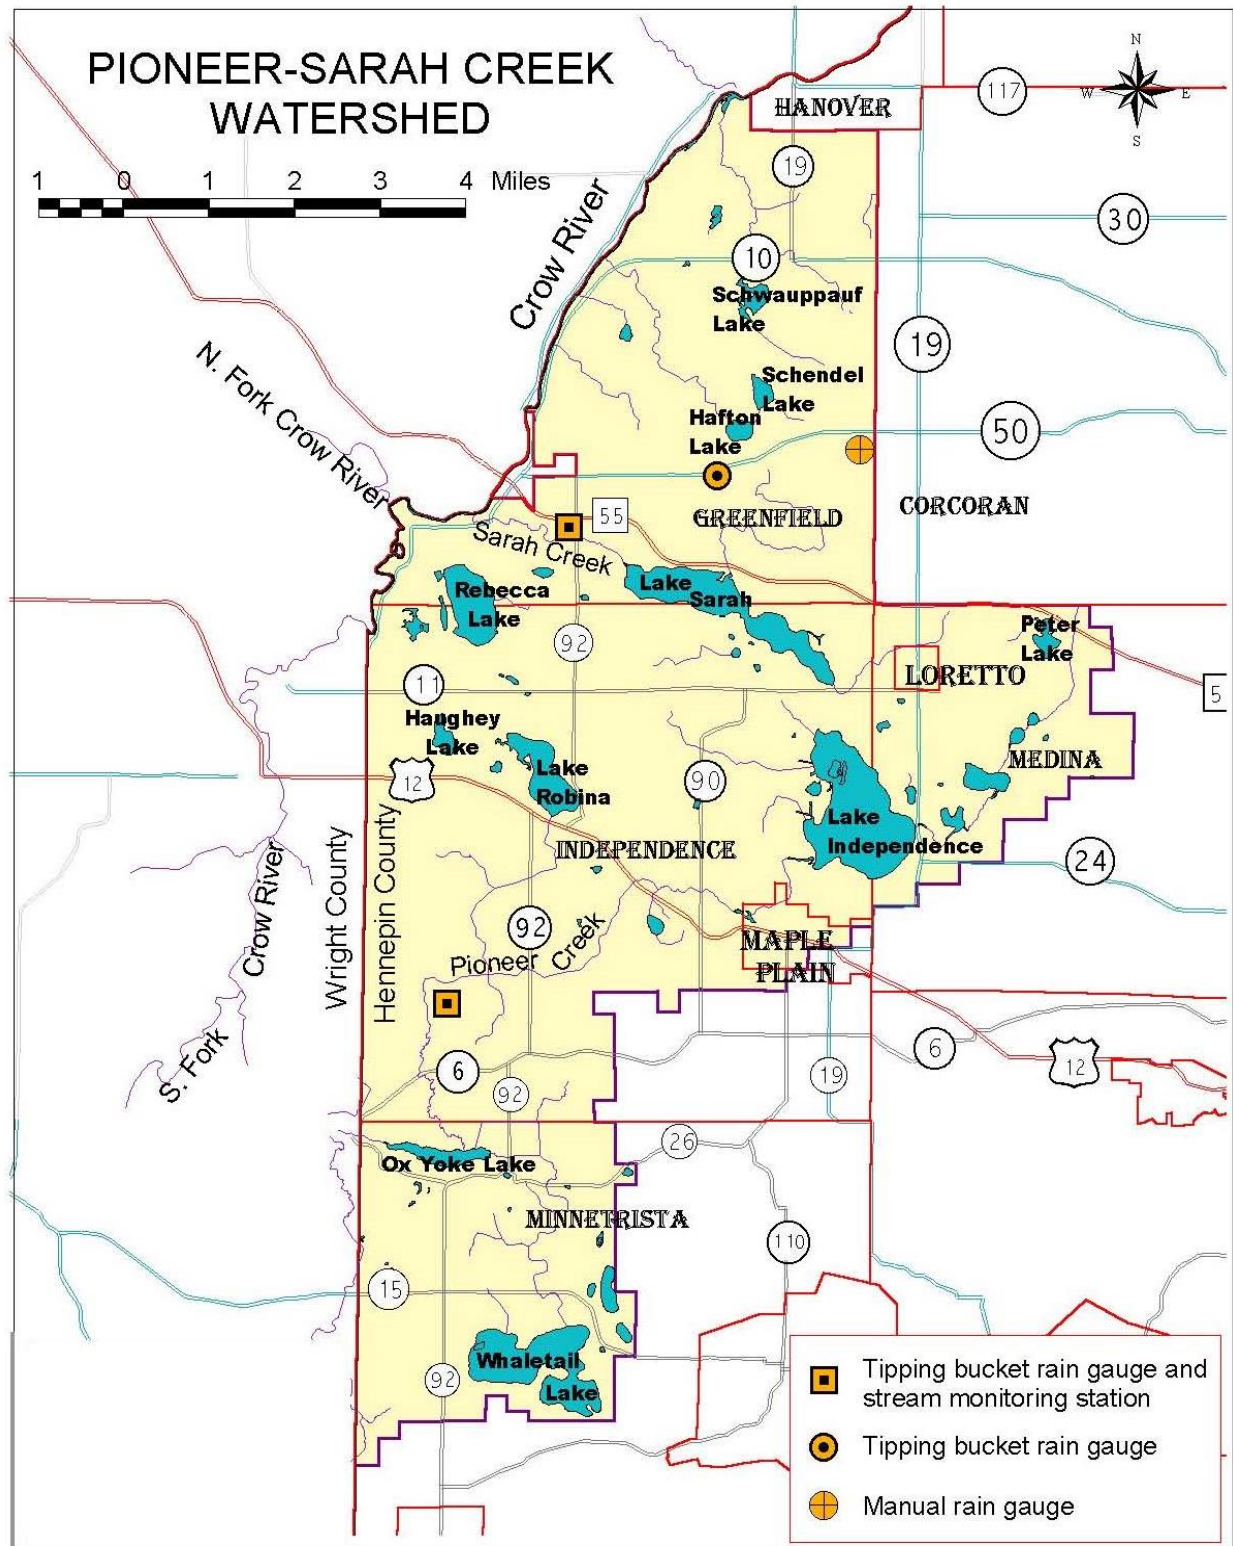 PIONEER-SARAH CREEK
WATERSHED
1 0 1 2 3 4 Miles
N
W E
S
HANOVER
117
19
30
Crow River
10
Schwauppauf
Lake
19
N. Fork Crow River
Schendel
Lake
Hafton
Lake
50
55
GREENFIELD
CORCORAN
Sarah Creek
Rebecca
Lake
Lake
Sarah
92
Peter
Lake
11
LORETTO
5
Haughey
Lake
12
Lake
Robina
90
MEDINA
Lake
Independence
INDEPENDENCE
24
Crow River
S. Fork
Wright County
Hennepin County
92
Pioneer Creek
MAPLE
PLAIN
6
92
19
6
12
26
Ox Yoke Lake
MINNETRISTA
110
15
Whaletail
Lake
92
Tipping bucket rain gauge and
stream monitoring station
Tipping bucket rain gauge
Manual rain gauge